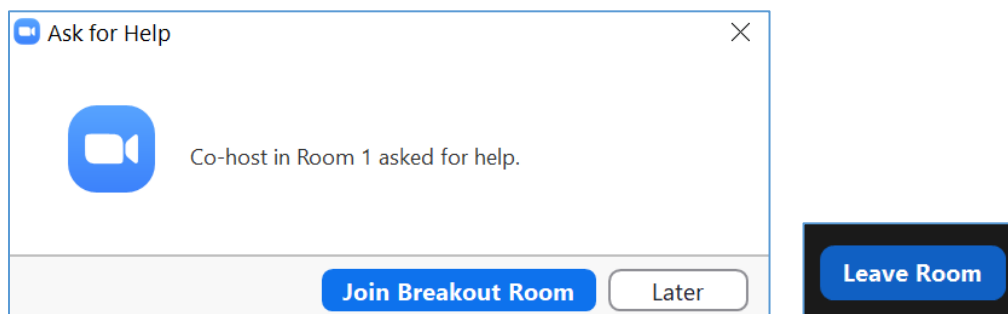 Ask for Help
Co-host in Room 1 asked for help.
Join Breakout Room Later
Leave Room